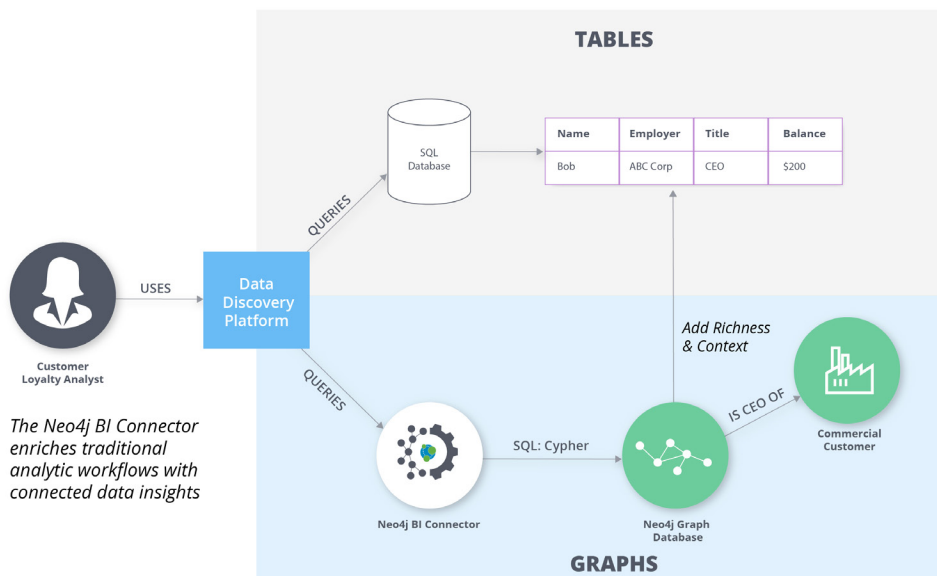 TABLES
SQL
Database
Name Employer Title Balance
Bob ABC Corp CEO $200
QUERIES
USES
Data
Discovery
Platform
Customer
Loyalty Analyst
Add Richness
& Context
QUERIES
IS CEO OF
Commercial
Customer
The Neo4j BI Connector
enriches traditional
analytic workflows with
connected data insights
SQL: Cypher
Neo4j BI Connector
Neo4j Graph
Database
GRAPHS